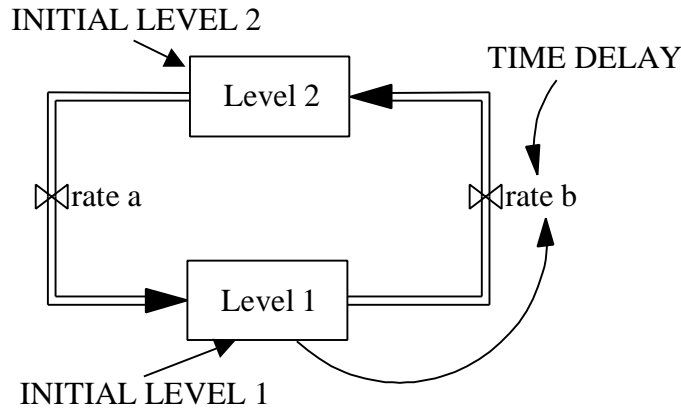 INITIAL LEVEL 2
TIME DELAY
Level 2
rate a
rate b
Level 1
INITIAL LEVEL 1